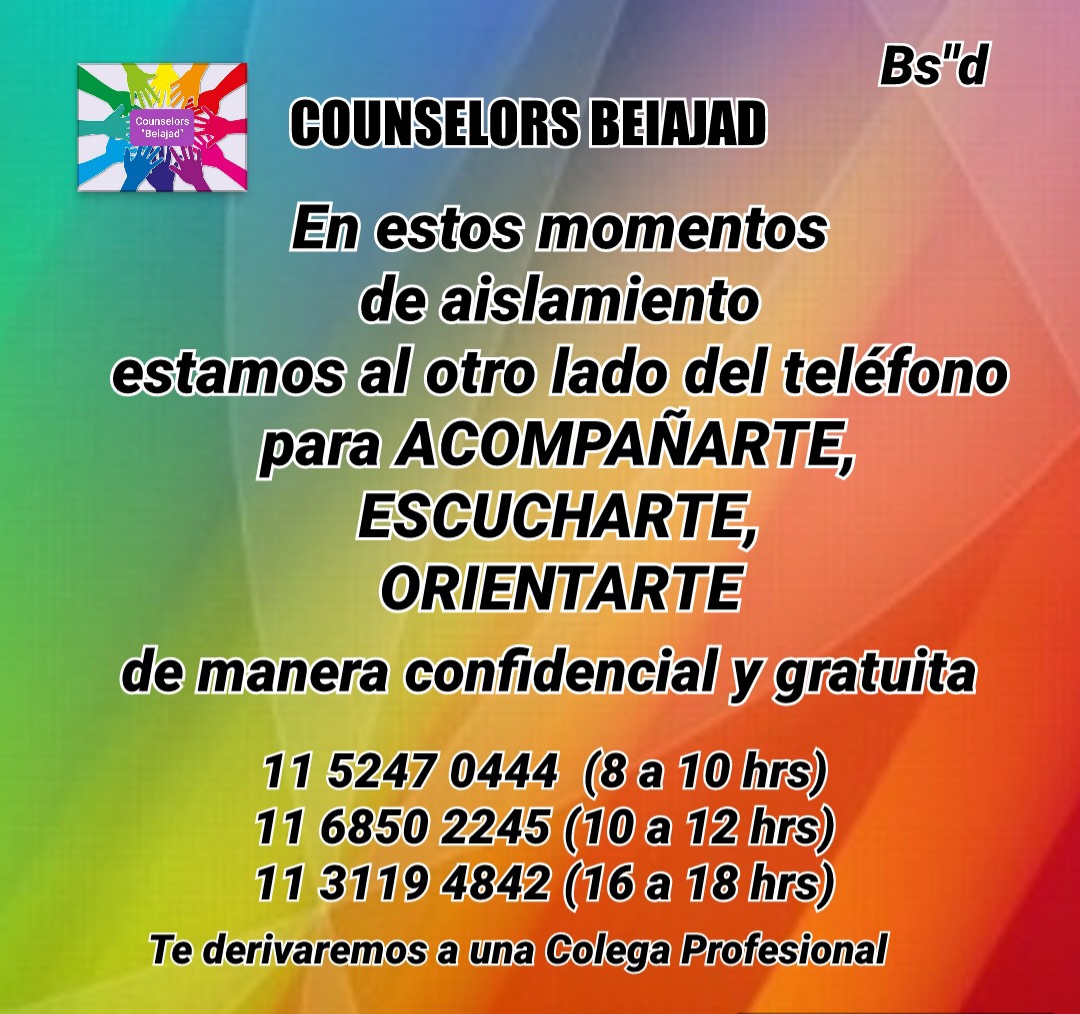 Bs"d
Counselors
"Beiajad"
COUNSELORS BEIAJAD
En estos momentos
de aislamiento
estamos al otro lado del teléfono
para ACOMPAÑARTE,
ESCUCHARTE,
ORIENTARTE
de manera confidencial y gratuita
11 5247 0444 (8 a 10 hrs)
11 6850 2245 (10 a 12 hrs)
11 3119 4842 (16 a 18 hrs)
Te derivaremos a una Colega Profesional